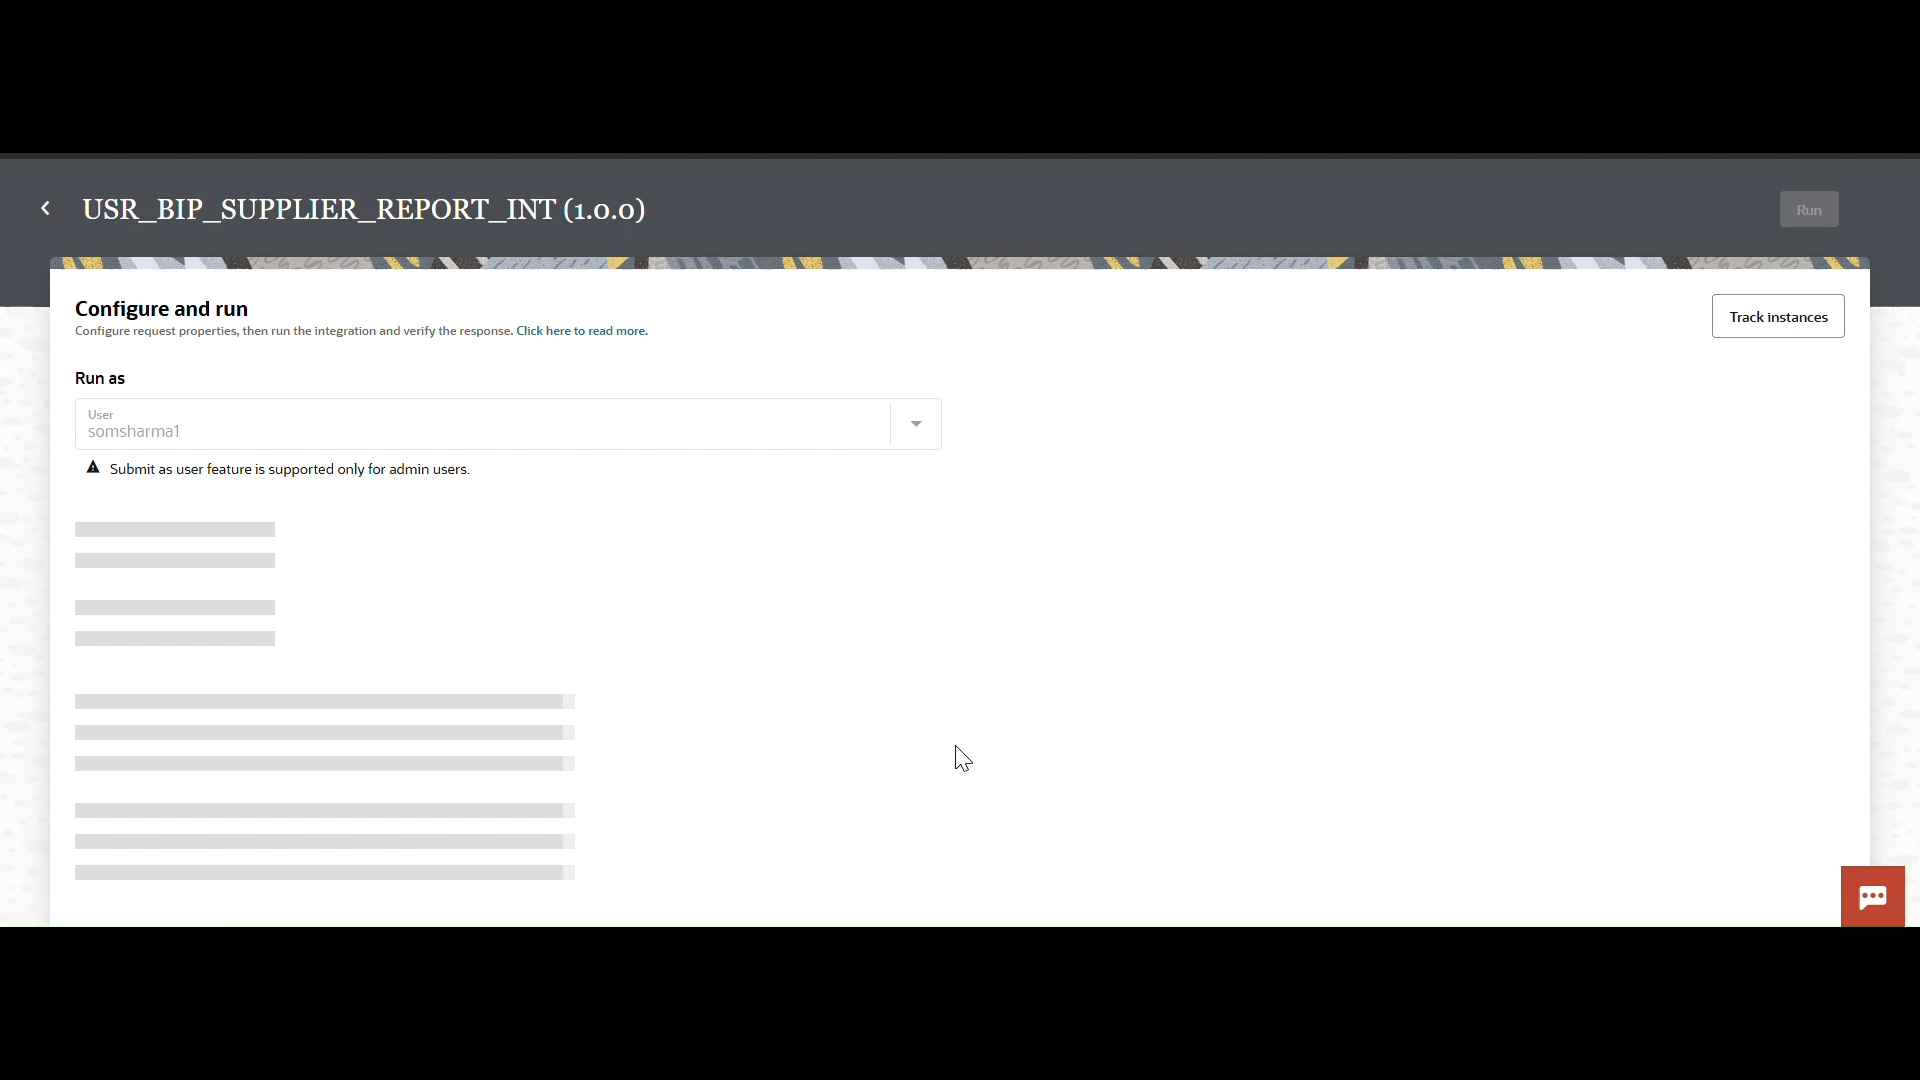 USR_BIP_SUPPLIER_REPORT_INT (1.0.0)
Run
Configure and run
Configure request properties, then run the integration and verify the response. Click here to read more.
Track instances
Run as
User
somsharma1
Submit as user feature is supported only for admin users.